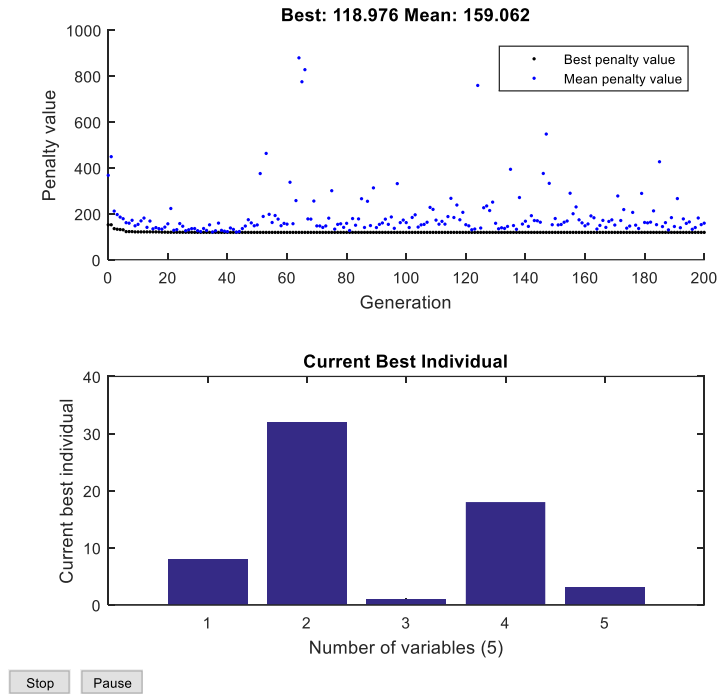 Best: 118.976 Mean: 159.062
Penalty value
1000
800
600
400
200
0
Best penalty value
Mean penalty value
0 20 40 60 80 100 120 140 160 180 200
Generation
Current Best Individual
Current best individual
40
30
20
10
0
1 2 3 4 5
Number of variables (5)
Stop Pause